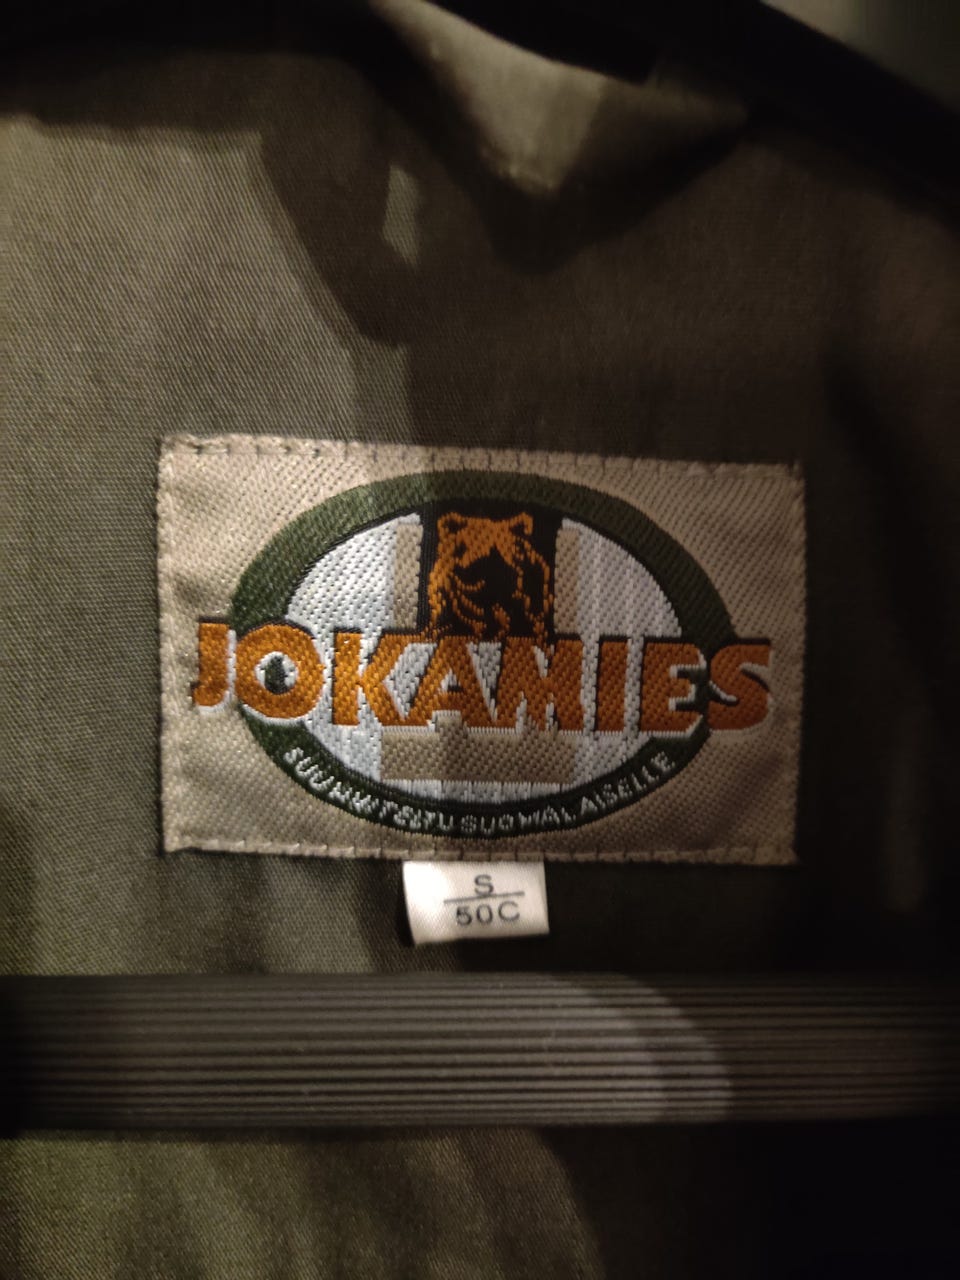 JOKAMIES
SUUNNITELTU SUOMALAISELLE
S
50C